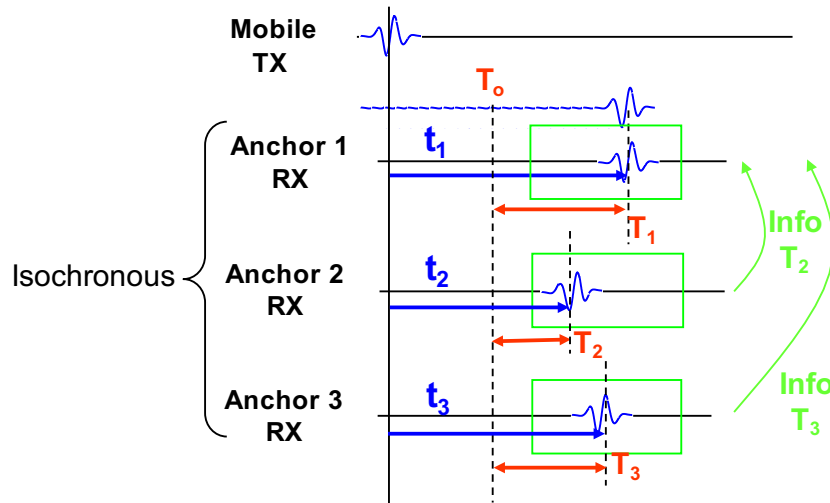 Mobile
TX
To
Anchor 1
RX
t1
T1
Info
T2
Isochronous
Anchor 2
RX
t2
T2
Anchor 3
RX
t3
T3
Info
T3